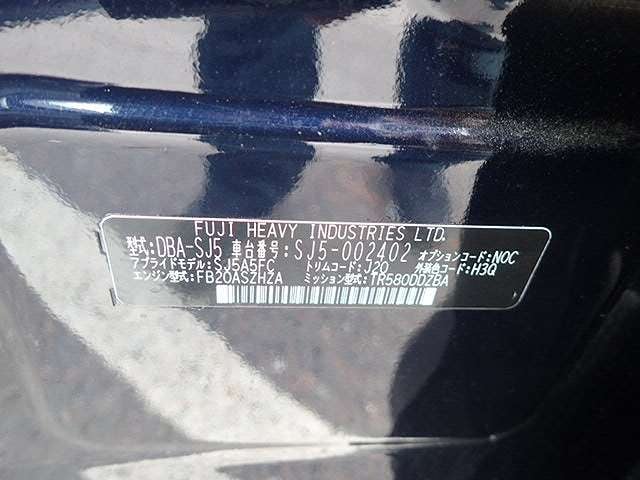 FUJI HEAVY INDUSTRIES LTD.
型式:DBA-SJ5 車台番号:SJ5-002402 オプションコード:NOC
アプライドモデル:SJ5A5FC トリムコード:J20 外装色コード:H3Q
エンジン型式:FB20ASZHZA ミッション型式:TR580DDZBA